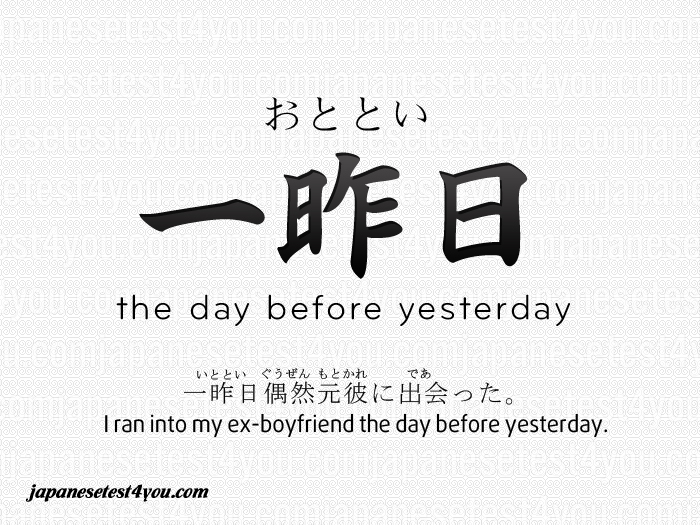 おととい
一昨日
the day before yesterday
いととい ぐうぜん もとかれ であ
一昨日偶然元彼に出会った。
I ran into my ex-boyfriend the day before yesterday.
japanesetest4you.com